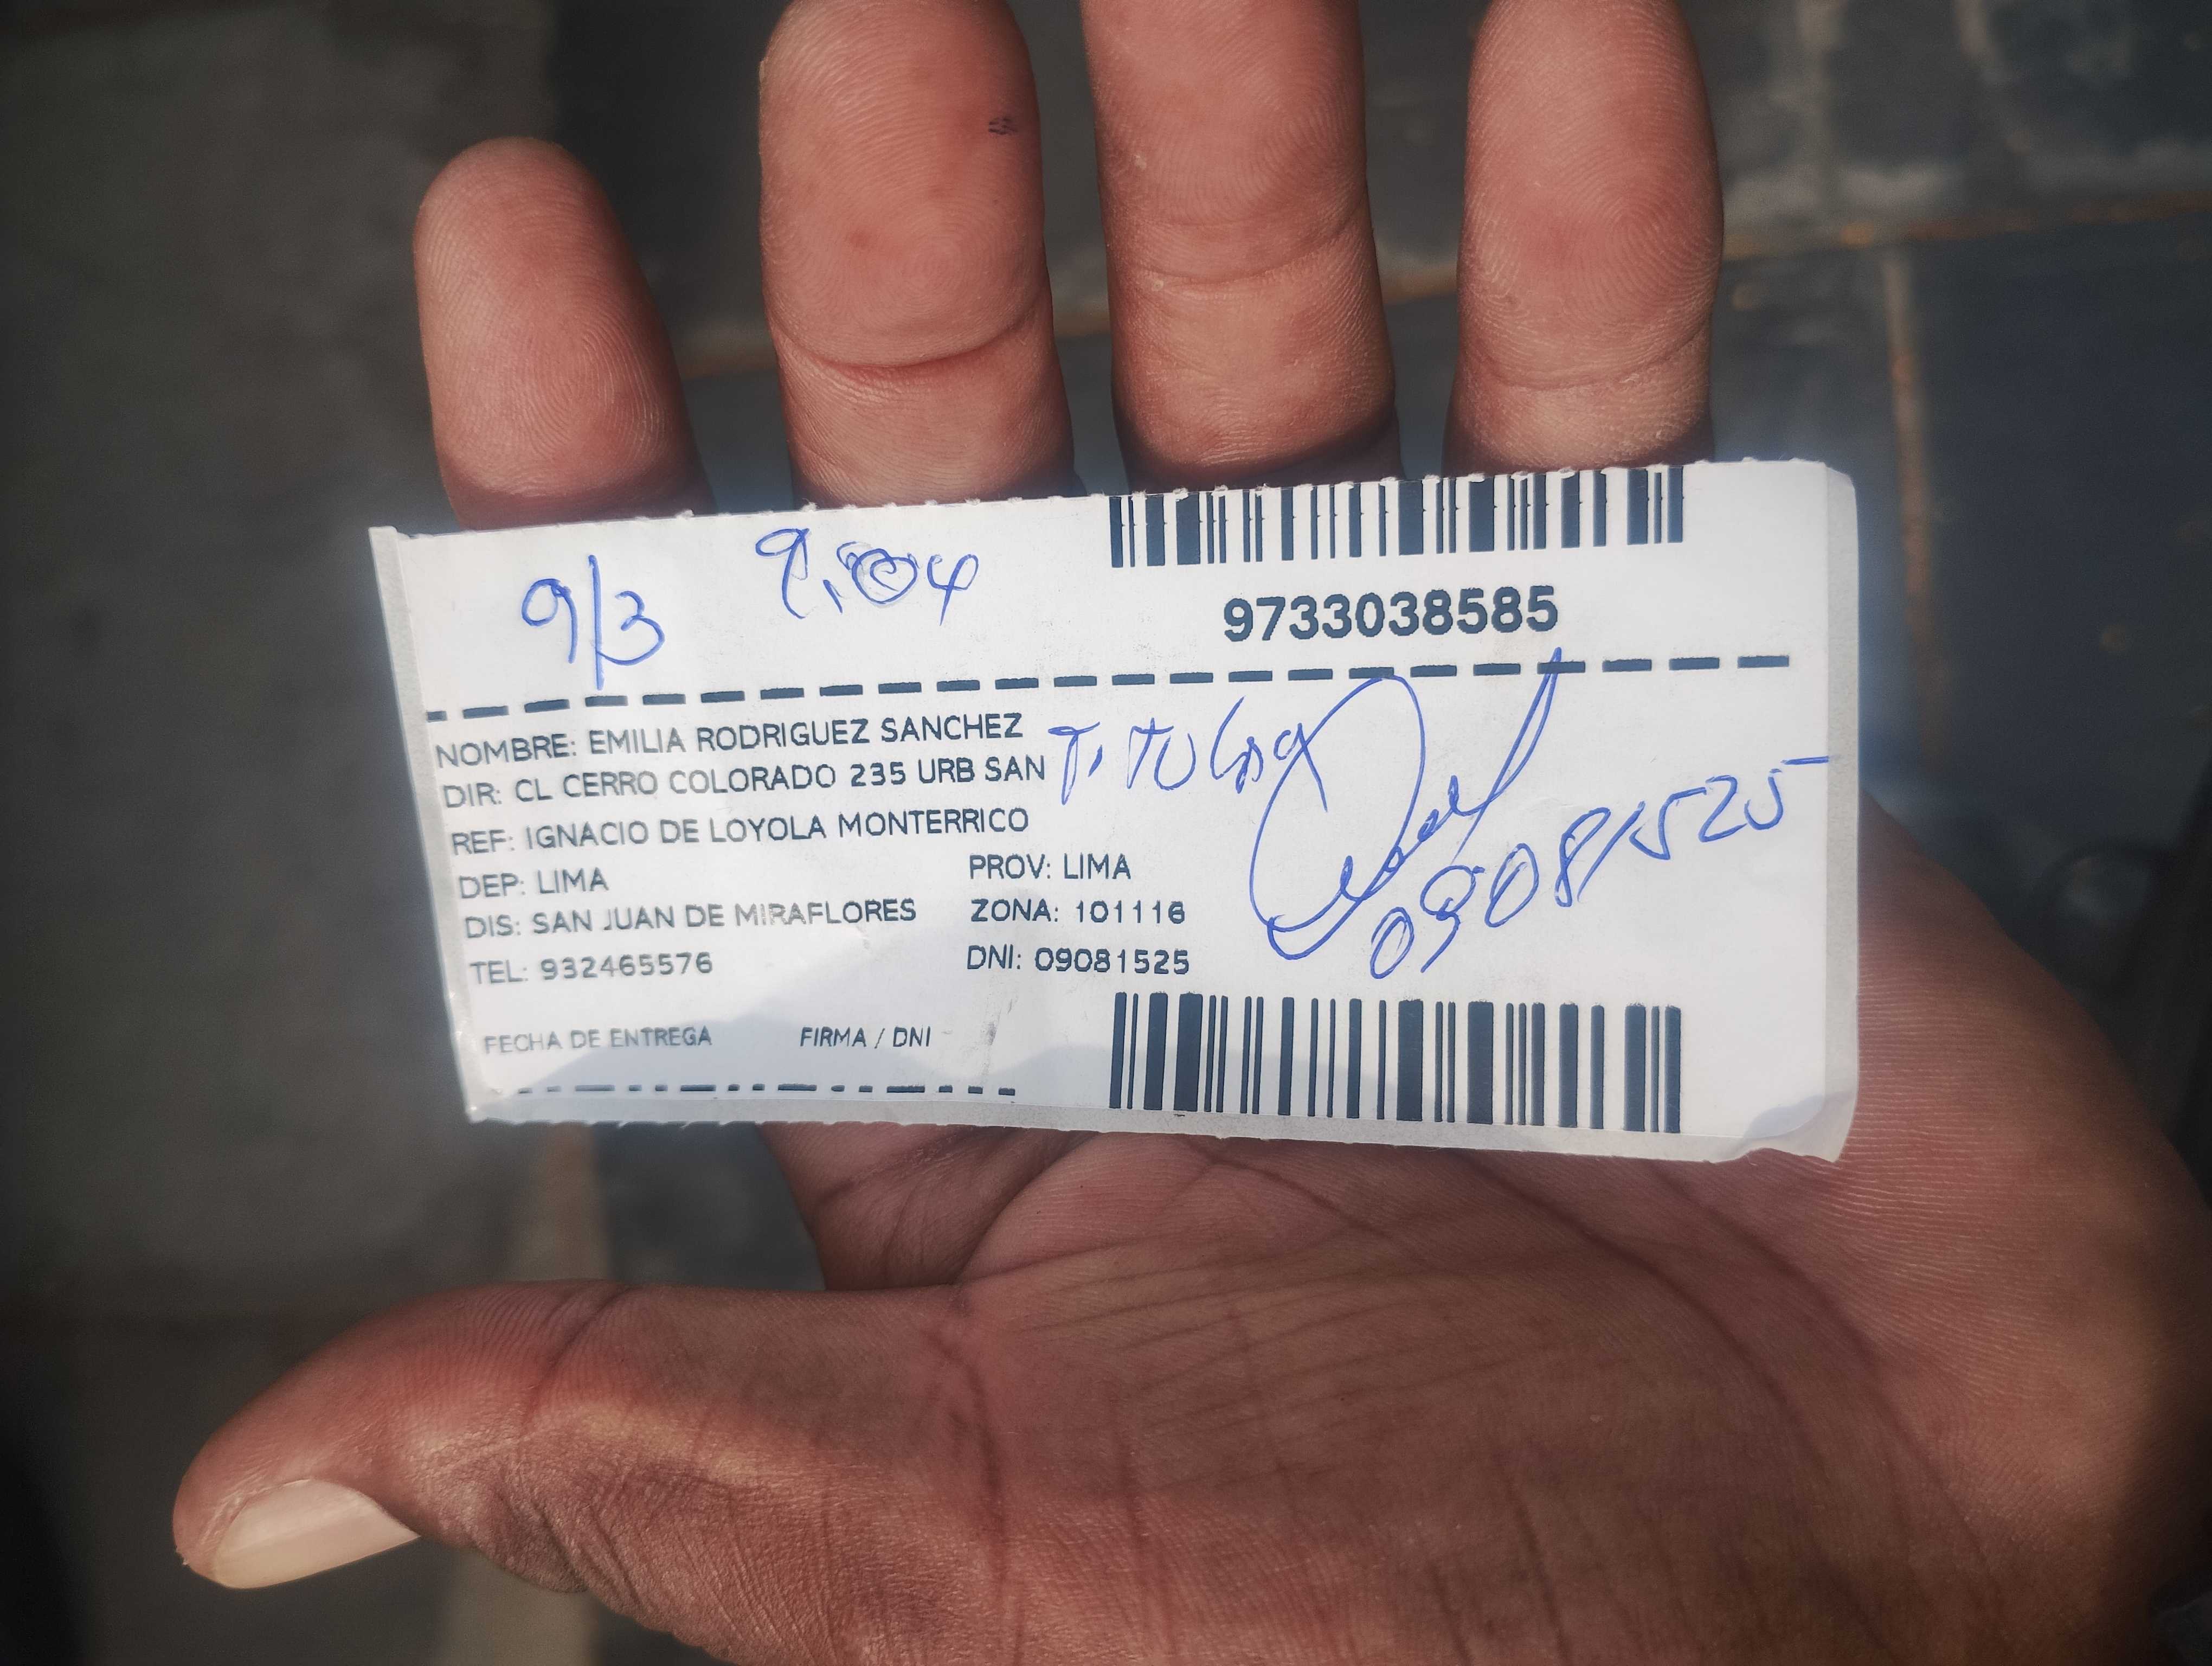 9/3 9.04
9733038585
NOMBRE: EMILIA RODRIGUEZ SANCHEZ
Titular
DIR: CL CERRO COLORADO 235 URB SAN
REF: IGNACIO DE LOYOLA MONTERRICO
09081525
DEP: LIMA PROV: LIMA
DIS: SAN JUAN DE MIRAFLORES ZONA: 101116
TEL: 932465576 DNI: 09081525
FECHA DE ENTREGA FIRMA / DNI